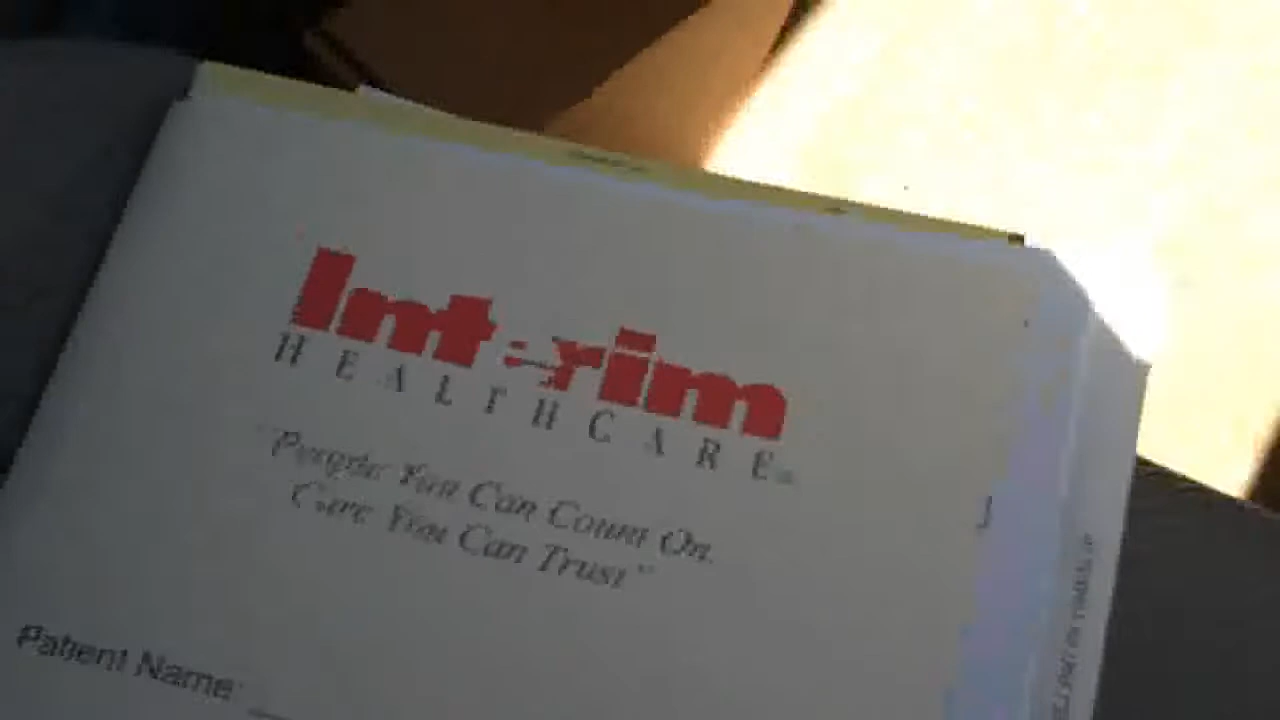 Interim
HEALTHCARE
"People You Can Count On.
Care You Can Trust"
Patient Name: